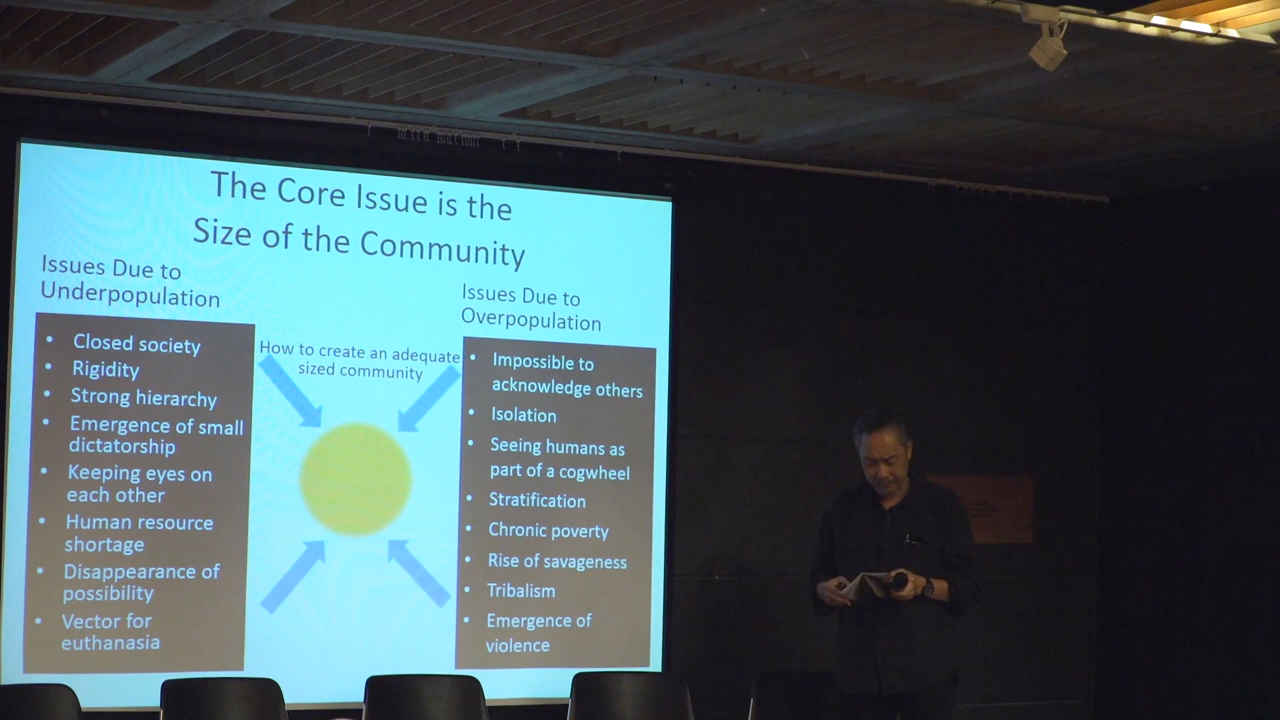 The Core Issue is the
Size of the Community
Issues Due to
Underpopulation
• Closed society
• Rigidity
• Strong hierarchy
• Emergence of small
dictatorship
• Keeping eyes on
each other
• Human resource
shortage
• Disappearance of
possibility
• Vector for
euthanasia
How to create an adequate
sized community
Issues Due to
Overpopulation
• Impossible to
acknowledge others
• Isolation
• Seeing humans as
part of a cogwheel
• Stratification
• Chronic poverty
• Rise of savageness
• Tribalism
• Emergence of
violence